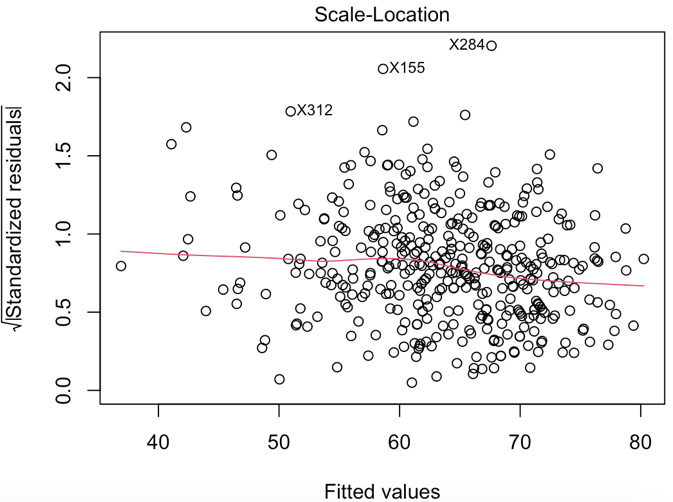 Scale-Location
√|Standardized residuals|
2.0
1.5
1.0
0.5
0.0
X284
X155
X312
40 50 60 70 80
Fitted values